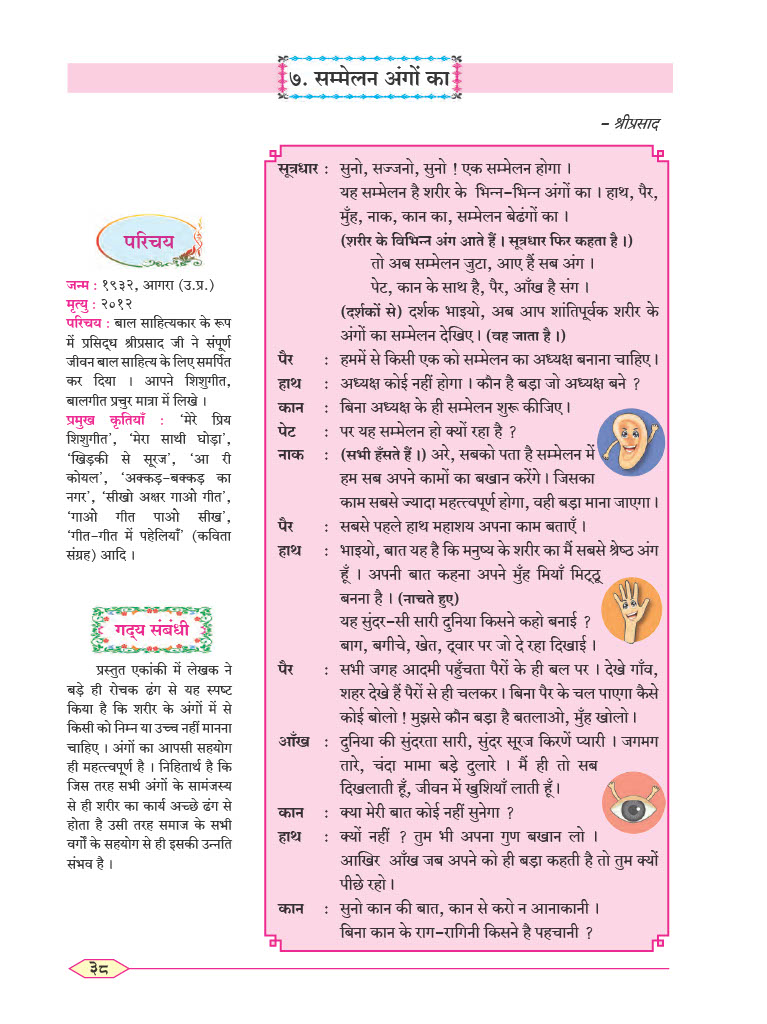 ७. सम्मेलन अंगों का
– श्रीप्रसाद
परिचय
जन्म : १९३२, आगरा (उ.प्र.)
मृत्यु : २०१२
परिचय : बाल साहित्यकार के रूप
में प्रसिद्ध श्रीप्रसाद जी ने संपूर्ण
जीवन बाल साहित्य के लिए समर्पित
कर दिया । आपने शिशुगीत,
बालगीत प्रचुर मात्रा में लिखे ।
प्रमुख कृतियाँ : ‘मेरे प्रिय
शिशुगीत’, ‘मेरा साथी घोड़ा’,
‘खिड़की से सूरज’, ‘आ री
कोयल’, ‘अक्कड़-बक्कड़ का
नगर’, ‘सीखो अक्षर गाओ गीत’,
‘गाओ गीत पाओ सीख’,
‘गीत-गीत में पहेलियाँ’ (कविता
संग्रह) आदि ।
गद्य संबंधी
प्रस्तुत एकांकी में लेखक ने
बड़े ही रोचक ढंग से यह स्पष्ट
किया है कि शरीर के अंगों में से
किसी को निम्न या उच्च नहीं मानना
चाहिए । अंगों का आपसी सहयोग
ही महत्त्वपूर्ण है । निहितार्थ है कि
जिस तरह सभी अंगों के सामंजस्य
से ही शरीर का कार्य अच्छे ढंग से
होता है उसी तरह समाज के सभी
वर्गों के सहयोग से ही इसकी उन्नति
संभव है ।
सूत्रधार : सुनो, सज्जनो, सुनो ! एक सम्मेलन होगा ।
यह सम्मेलन है शरीर के भिन्न-भिन्न अंगों का । हाथ, पैर,
मुँह, नाक, कान का, सम्मेलन बेढंगों का ।
(शरीर के विभिन्न अंग आते हैं । सूत्रधार फिर कहता है ।)
तो अब सम्मेलन जुटा, आए हैं सब अंग ।
पेट, कान के साथ है, पैर, आँख है संग ।
(दर्शकों से) दर्शक भाइयो, अब आप शांतिपूर्वक शरीर के
अंगों का सम्मेलन देखिए । (वह जाता है ।)
पैर : हममें से किसी एक को सम्मेलन का अध्यक्ष बनाना चाहिए ।
हाथ : अध्यक्ष कोई नहीं होगा । कौन है बड़ा जो अध्यक्ष बने ?
कान : बिना अध्यक्ष के ही सम्मेलन शुरू कीजिए ।
पेट : पर यह सम्मेलन हो क्यों रहा है ?
नाक : (सभी हँसते हैं ।) अरे, सबको पता है सम्मेलन में
हम सब अपने कामों का बखान करेंगे । जिसका
काम सबसे ज्यादा महत्त्वपूर्ण होगा, वही बड़ा माना जाएगा ।
पैर : सबसे पहले हाथ महाशय अपना काम बताएँ ।
हाथ : भाइयो, बात यह है कि मनुष्य के शरीर का मैं सबसे श्रेष्ठ अंग
हूँ । अपनी बात कहना अपने मुँह मियाँ मिट्ठू
बनना है । (नाचते हुए)
यह सुंदर-सी सारी दुनिया किसने कहो बनाई ?
बाग, बगीचे, खेत, द्वार पर जो दे रहा दिखाई ।
पैर : सभी जगह आदमी पहुँचता पैरों के ही बल पर । देखे गाँव,
शहर देखे हैं पैरों से ही चलकर । बिना पैर के चल पाएगा कैसे
कोई बोलो ! मुझसे कौन बड़ा है बतलाओ, मुँह खोलो ।
आँख : दुनिया की सुंदरता सारी, सुंदर सूरज किरणें प्यारी । जगमग
तारे, चंदा मामा बड़े दुलारे । मैं ही तो सब
दिखलाती हूँ, जीवन में खुशियाँ लाती हूँ ।
कान : क्या मेरी बात कोई नहीं सुनेगा ?
हाथ : क्यों नहीं ? तुम भी अपना गुण बखान लो ।
आखिर आँख जब अपने को ही बड़ा कहती है तो तुम क्यों
पीछे रहो ।
कान : सुनो कान की बात, कान से करो न आनाकानी ।
बिना कान के राग-रागिनी किसने है पहचानी ?
३८